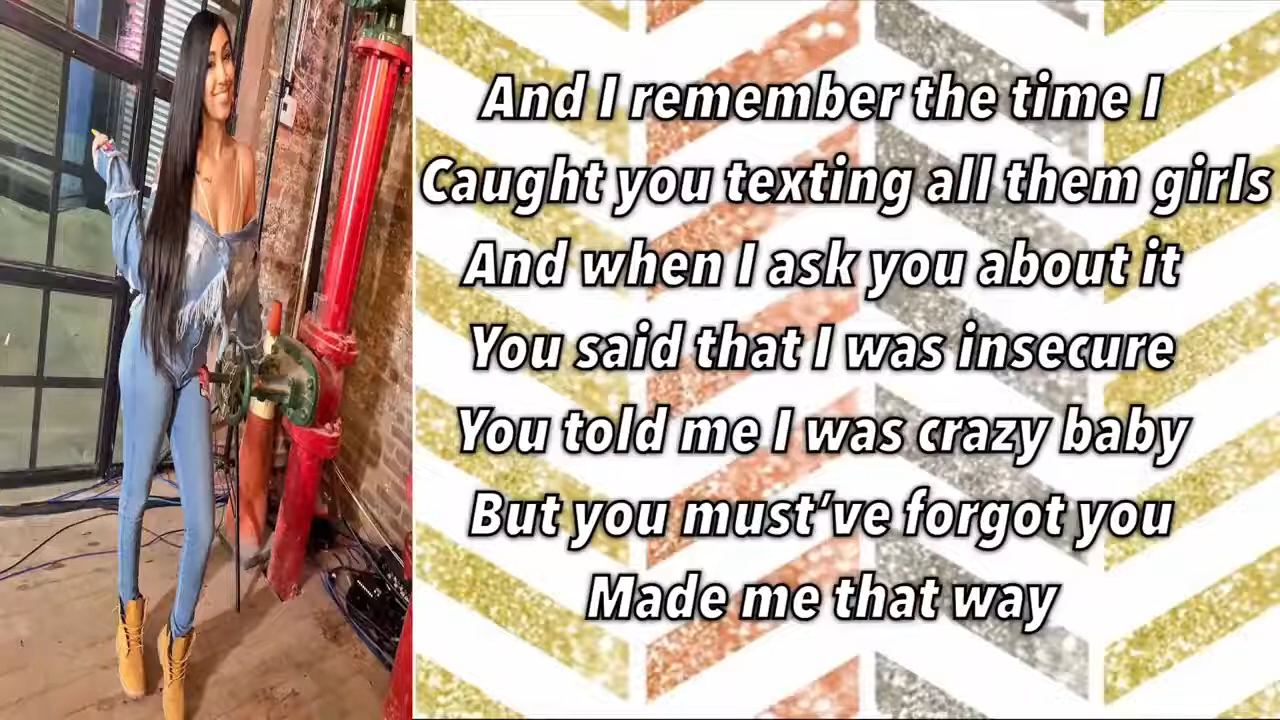 And I remember the time I
Caught you texting all them girls
And when I ask you about it
You said that I was insecure
You told me I was crazy baby
But you must've forgot you
Made me that way